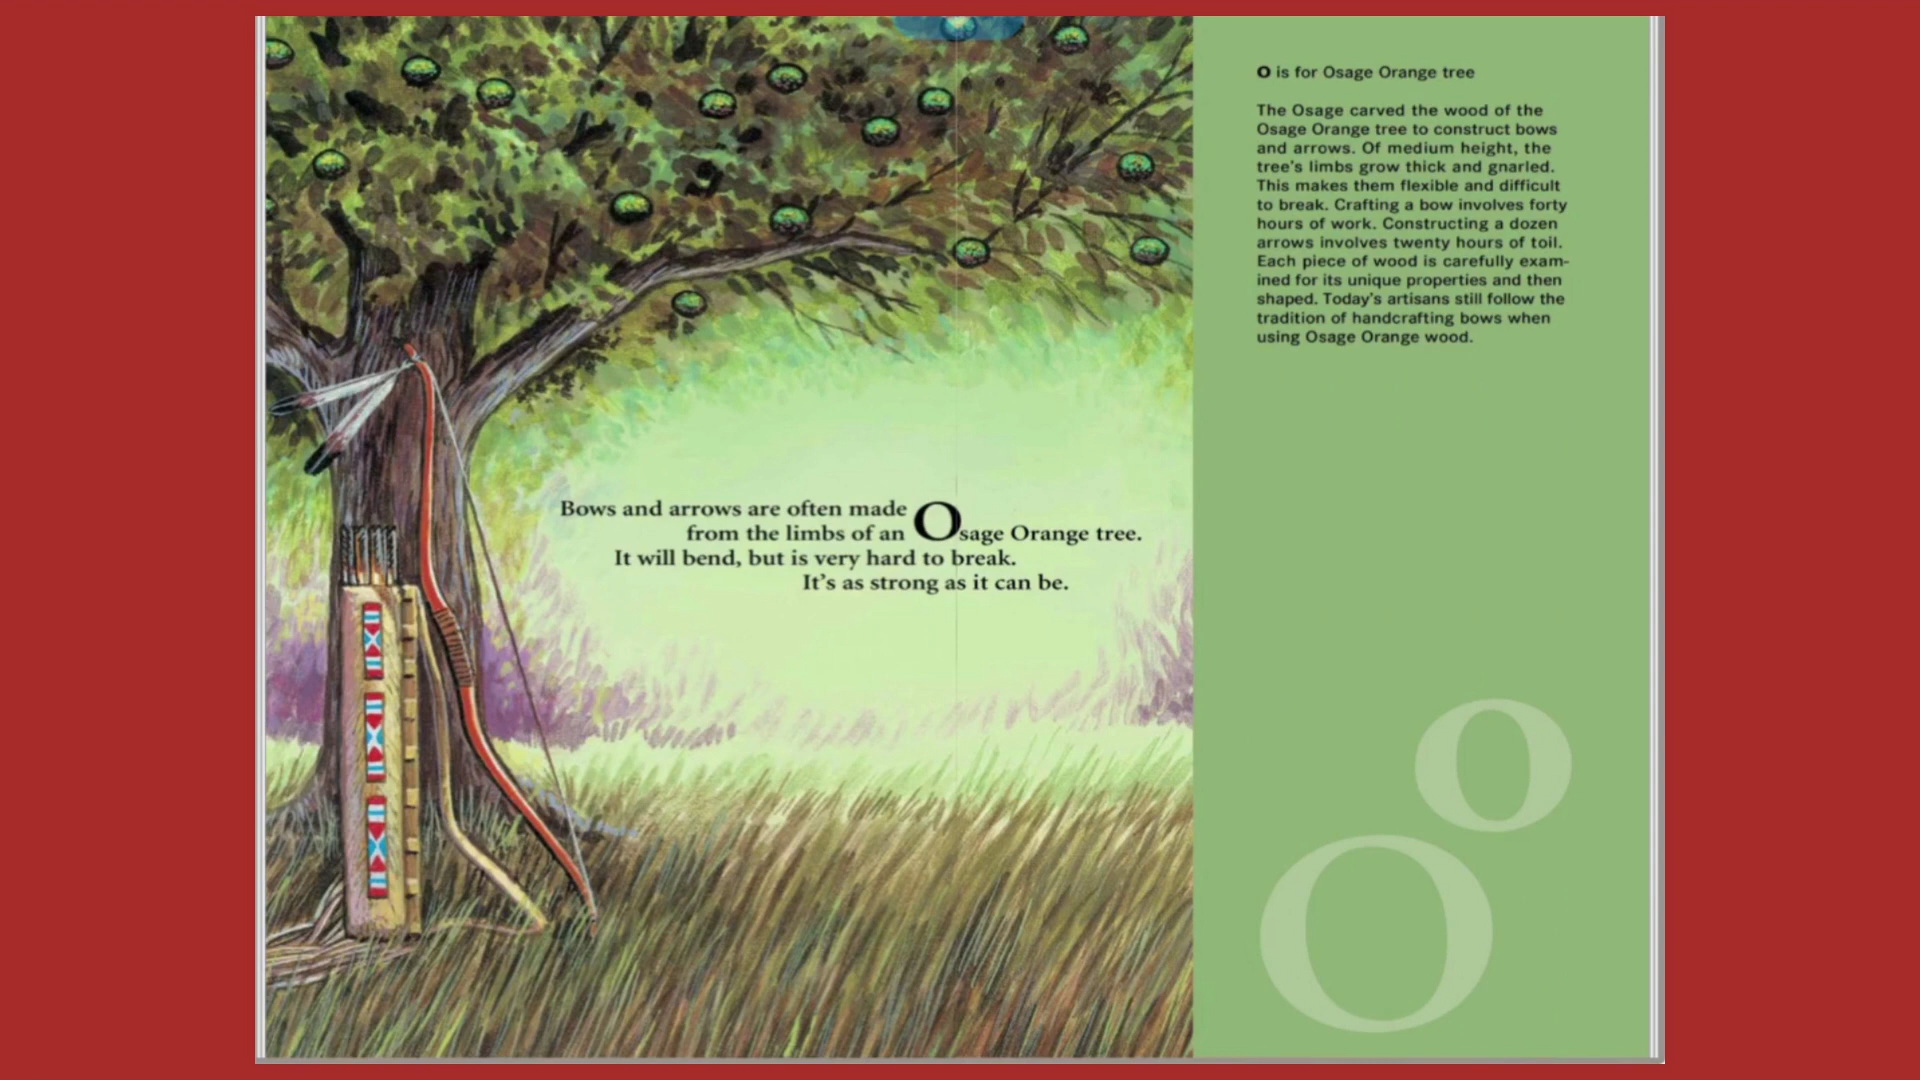 Bows and arrows are often made
from the limbs of an Osage Orange tree.
It will bend, but is very hard to break.
It's as strong as it can be.
O is for Osage Orange tree
The Osage carved the wood of the
Osage Orange tree to construct bows
and arrows. Of medium height, the
tree's limbs grow thick and gnarled.
This makes them flexible and difficult
to break. Crafting a bow involves forty
hours of work. Constructing a dozen
arrows involves twenty hours of toil.
Each piece of wood is carefully exam-
ined for its unique properties and then
shaped. Today's artisans still follow the
tradition of handcrafting bows when
using Osage Orange wood.
o
O